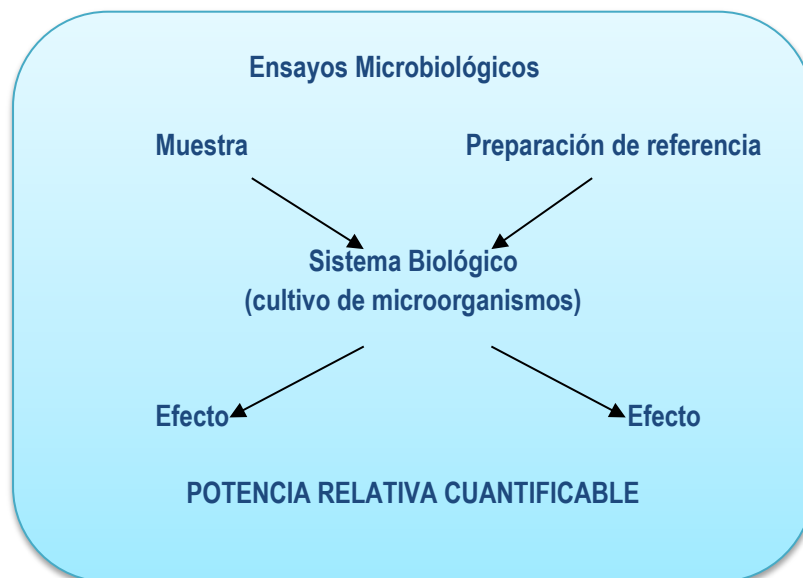 Ensayos Microbiológicos
Muestra
Preparación de referencia
Sistema Biológico
(cultivo de microorganismos)
Efecto
Efecto
POTENCIA RELATIVA CUANTIFICABLE